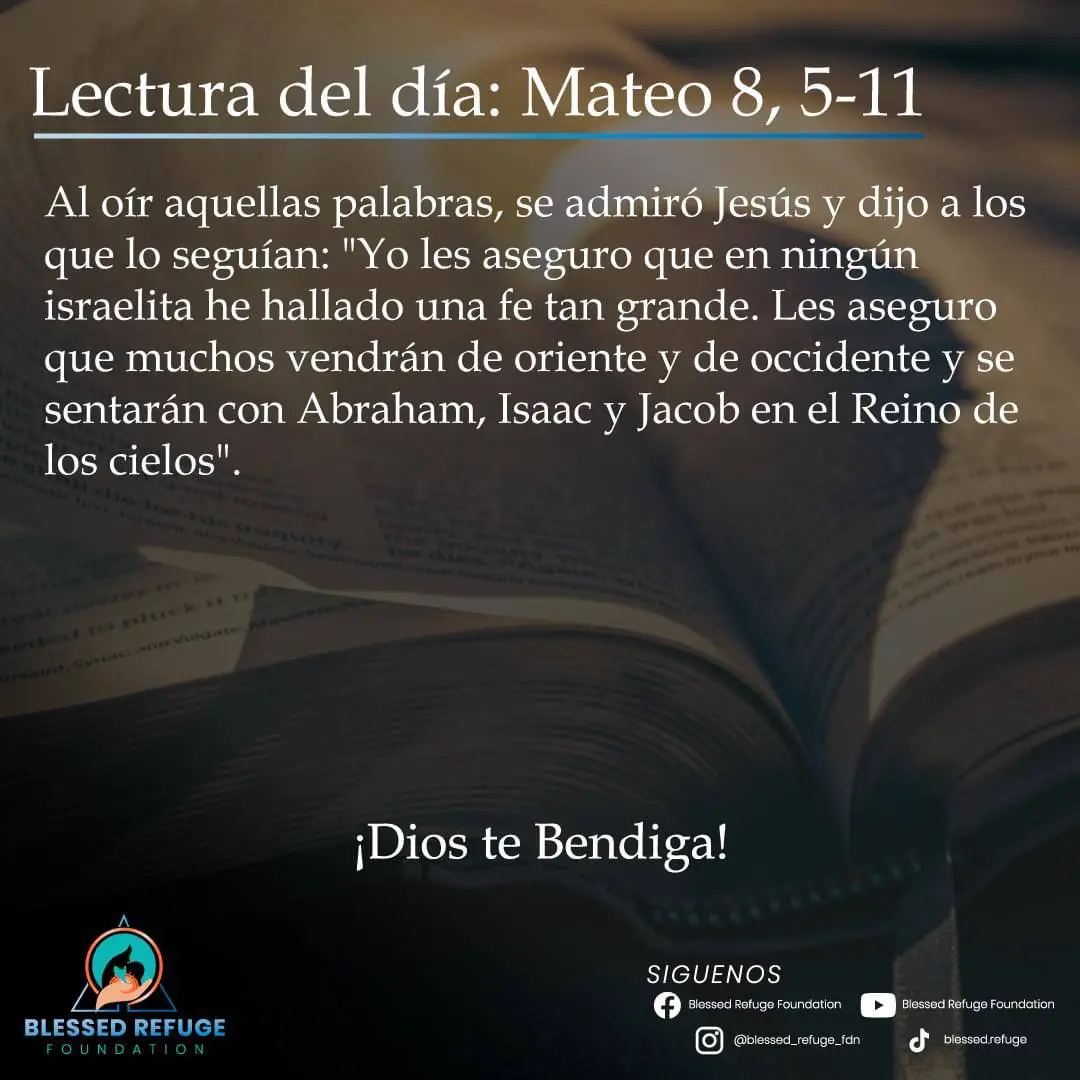 Lectura del día: Mateo 8, 5-11
Al oír aquellas palabras, se admiró Jesús y dijo a los
que lo seguían: "Yo les aseguro que en ningún
israelita he hallado una fe tan grande. Les aseguro
que muchos vendrán de oriente y de occidente y se
sentarán con Abraham, Isaac y Jacob en el Reino de
los cielos".
¡Dios te Bendiga!
BLESSED REFUGE
FOUNDATION
SIGUENOS
Blessed Refuge Foundation
Blessed Refuge Foundation
@blessed_refuge_fdn
blessed.refuge